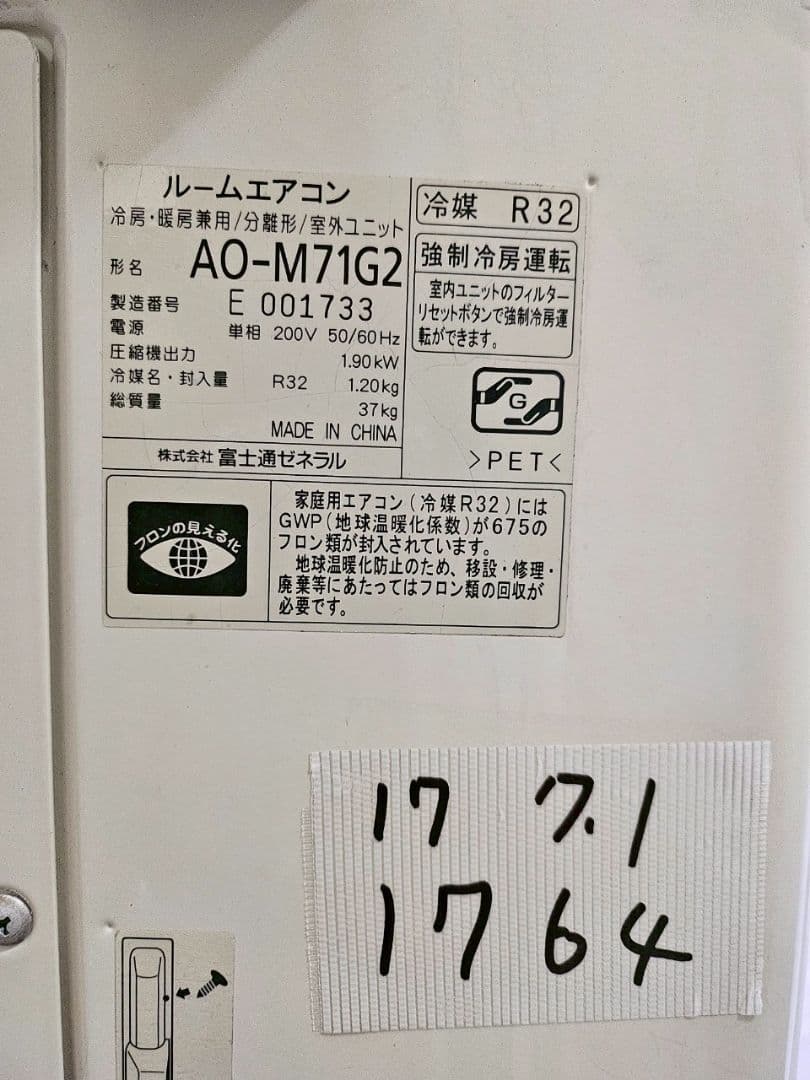 ルームエアコン
冷房・暖房兼用/分離形/室外ユニット
形名 AO-M71G2
製造番号 E 001733
電源 単相 200V 50/60Hz
圧縮機出力 1.90kW
冷媒名・封入量 R32 1.20kg
総質量 37kg
MADE IN CHINA
株式会社 富士通ゼネラル
冷媒 R32
強制冷房運転
室内ユニットのフィルター
リセットボタンで強制冷房運
転ができます。
G
>PET<
フロンの見える化
家庭用エアコン(冷媒R32)には
GWP(地球温暖化係数)が675の
フロン類が封入されています。
地球温暖化防止のため、移設・修理・
廃棄等にあたってはフロン類の回収が
必要です。
17 7.1
1764